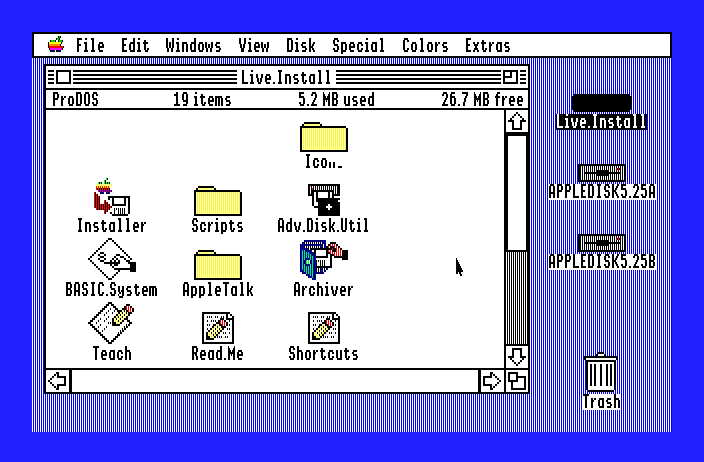 File Edit Windows View Disk Special Colors Extras
Live.Install
ProDOS 19 items 5.2 MB used 26.7 MB free
Live.Install
Installer Scripts Adv.Disk.Util
APPLEDISK5.25A
BASIC.System AppleTalk Archiver
APPLEDISK5.25B
Teach Read.Me Shortcuts
Trash